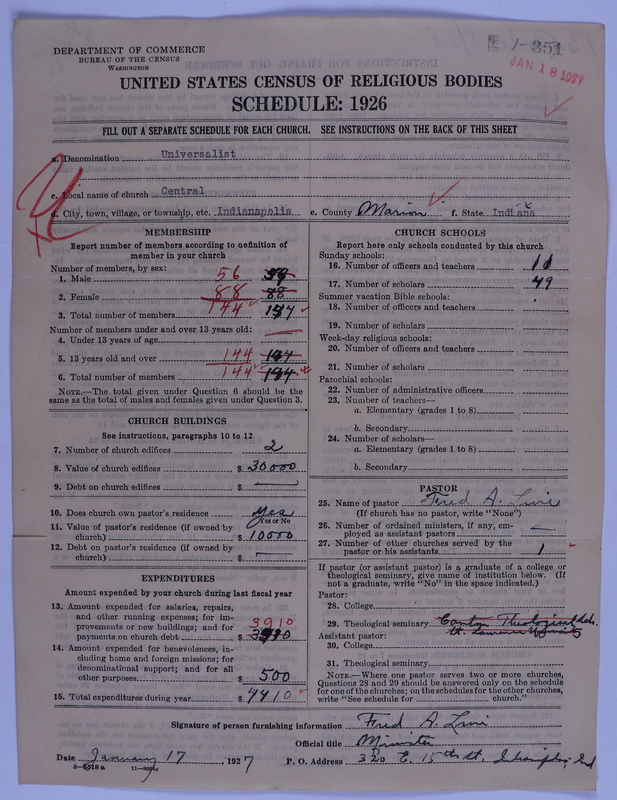 DEPARTMENT OF COMMERCE
BUREAU OF THE CENSUS
WASHINGTON
1-351
JAN 18 1927
UNITED STATES CENSUS OF RELIGIOUS BODIES
SCHEDULE: 1926
FILL OUT A SEPARATE SCHEDULE FOR EACH CHURCH. SEE INSTRUCTIONS ON THE BACK OF THIS SHEET
a. Denomination Universalist
c. Local name of church Central
d. City, town, village, or township, etc. Indianapolis e. County Marion f. State Indiana
MEMBERSHIP
Report number of members according to definition of
member in your church
Number of members, by sex:
1. Male 56
2. Female 88 88
3. Total number of members 144
Number of members under and over 13 years old:
4. Under 13 years of age
5. 13 years old and over 144
6. Total number of members 144
NOTE.—The total given under Question 6 should be the
same as the total of males and females given under Question 3.
CHURCH BUILDINGS
See instructions, paragraphs 10 to 12
7. Number of church edifices 2
8. Value of church edifices $ 30000
9. Debt on church edifices $ —
10. Does church own pastor's residence yes
Yes or No
11. Value of pastor's residence (if owned by
church) $ 10000
12. Debt on pastor's residence (if owned by
church) $ —
EXPENDITURES
Amount expended by your church during last fiscal year
13. Amount expended for salaries, repairs,
and other running expenses; for im-
provements or new buildings; and for 3910
payments on church debt $
14. Amount expended for benevolences, in-
cluding home and foreign missions; for
denominational support; and for all
other purposes $ 500
15. Total expenditures during year $ 4410
CHURCH SCHOOLS
Report here only schools conducted by this church
Sunday schools:
16. Number of officers and teachers 11
17. Number of scholars 49
Summer vacation Bible schools:
18. Number of officers and teachers
19. Number of scholars
Week-day religious schools:
20. Number of officers and teachers
21. Number of scholars
Parochial schools:
22. Number of administrative officers
23. Number of teachers—
a. Elementary (grades 1 to 8)
b. Secondary
24. Number of scholars—
a. Elementary (grades 1 to 8)
b. Secondary
PASTOR
25. Name of pastor Fred A. Line
(If church has no pastor, write "None")
26. Number of ordained ministers, if any, em-
ployed as assistant pastors —
27. Number of other churches served by the
pastor or his assistants 1
If pastor (or assistant pastor) is a graduate of a college or
theological seminary, give name of institution below. (If
not a graduate, write "No" in the space indicated.)
Pastor:
28. College
29. Theological seminary Canton Theological Sch.
St. Lawrence
Assistant pastor:
30. College
31. Theological seminary
NOTE.—Where one pastor serves two or more churches,
Questions 28 and 29 should be answered only on the schedule
for one of the churches; on the schedules for the other churches,
write "See schedule for church."
Signature of person furnishing information Fred A. Line
Official title Minister
Date January 17, 1927 P. O. Address 320 E. 15th St. Indianapolis, Ind
8-2518a